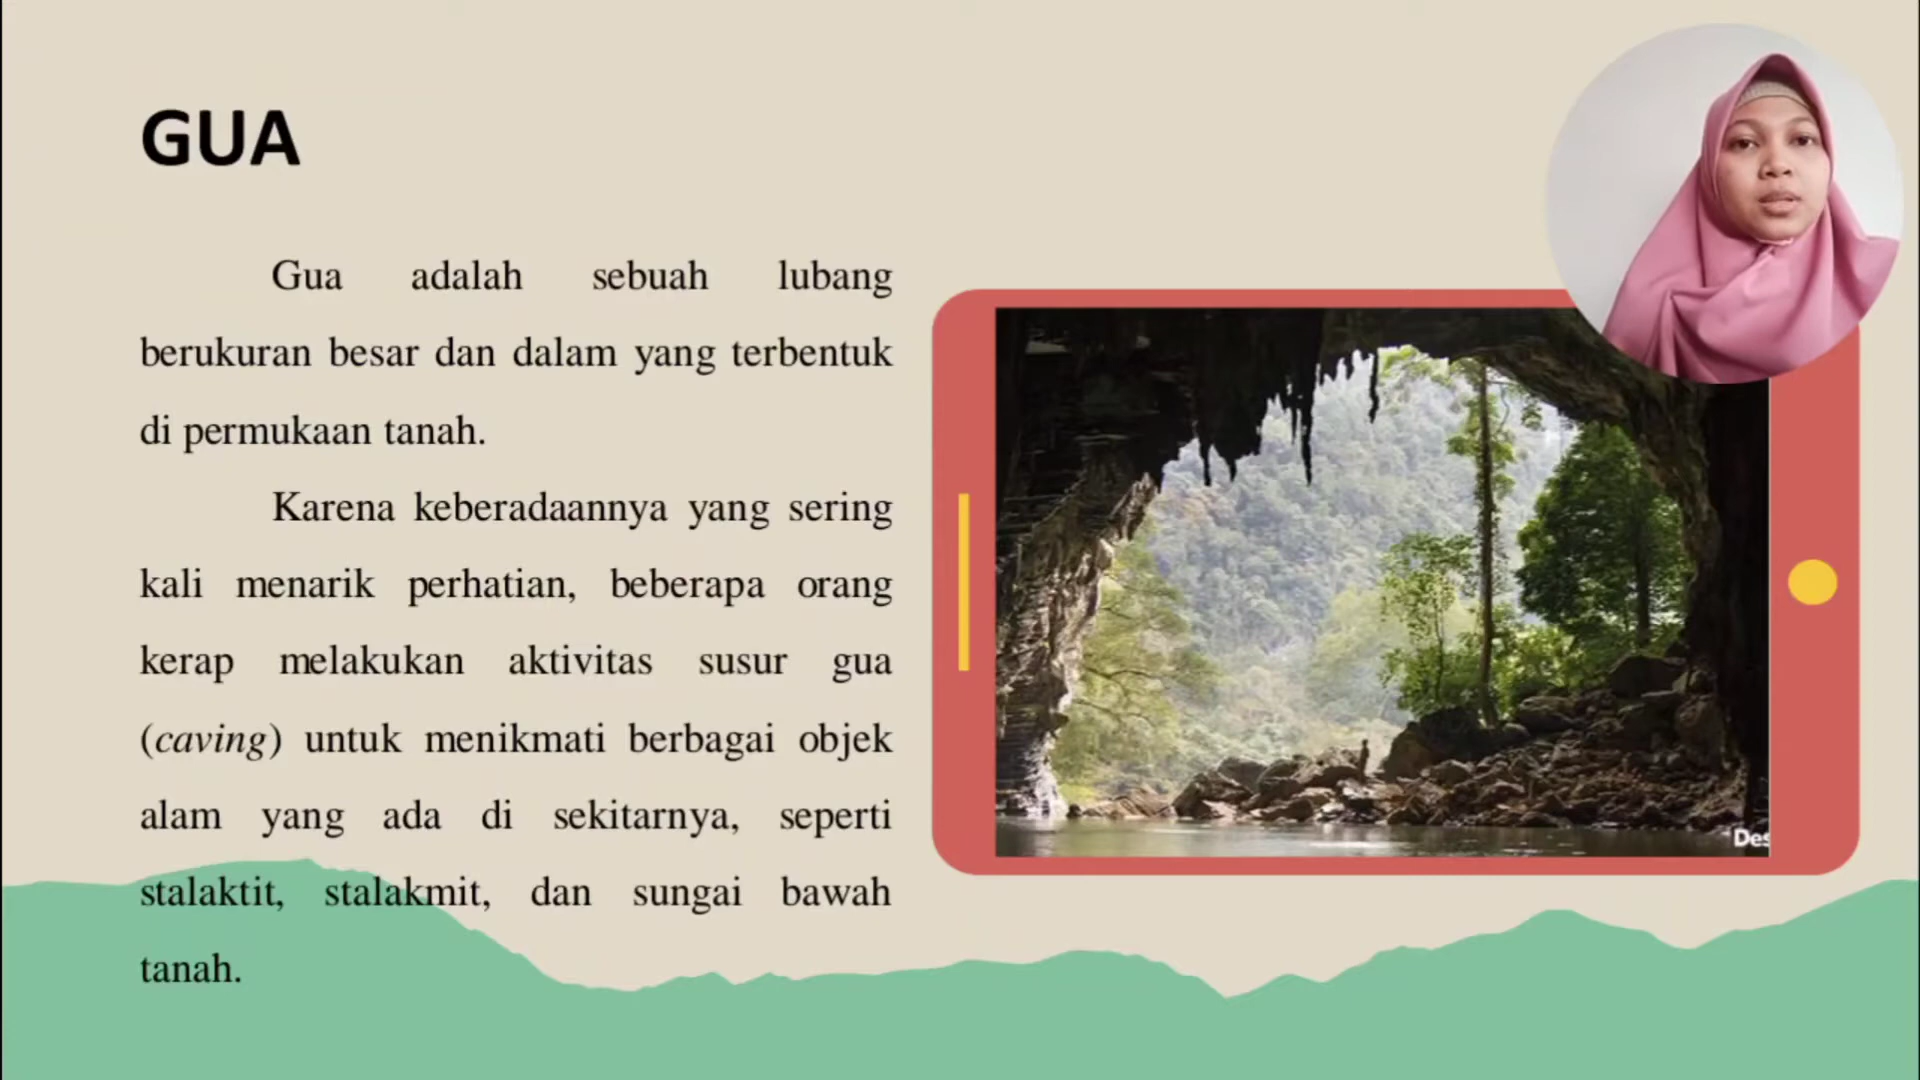 GUA
Gua adalah sebuah lubang
berukuran besar dan dalam yang terbentuk
di permukaan tanah.
Karena keberadaannya yang sering
kali menarik perhatian, beberapa orang
kerap melakukan aktivitas susur gua
(caving) untuk menikmati berbagai objek
alam yang ada di sekitarnya, seperti
stalaktit, stalakmit, dan sungai bawah
tanah.
Des